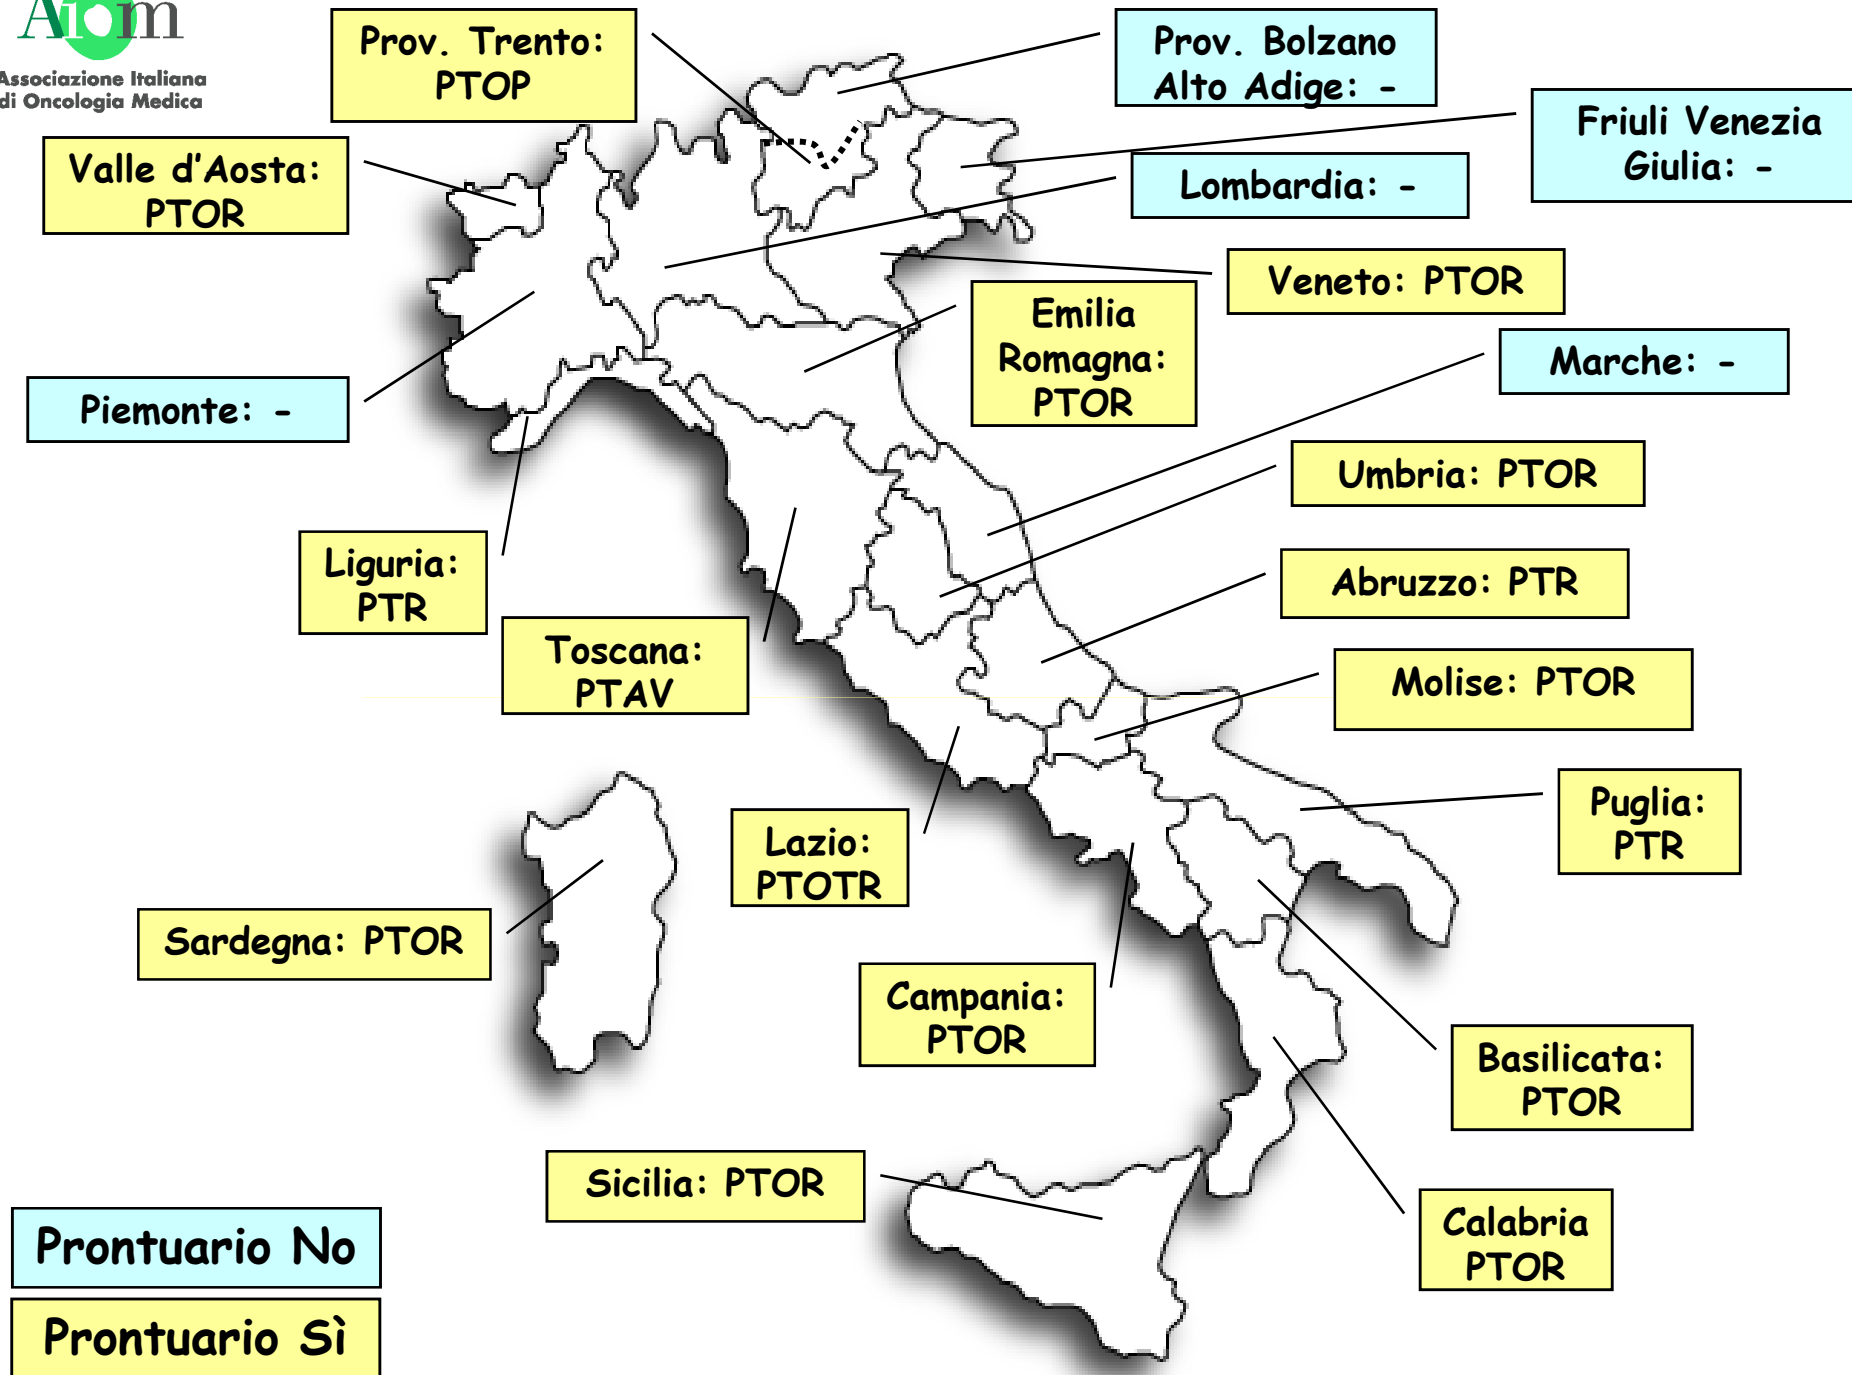 Aiom
Associazione Italiana
di Oncologia Medica
Prov. Trento:
PTOP
Prov. Bolzano
Alto Adige: -
Friuli Venezia
Giulia: -
Valle d'Aosta:
PTOR
Lombardia: -
Veneto: PTOR
Emilia
Romagna:
PTOR
Marche: -
Piemonte: -
Umbria: PTOR
Liguria:
PTR
Abruzzo: PTR
Toscana:
PTAV
Molise: PTOR
Puglia:
PTR
Lazio:
PTOTR
Sardegna: PTOR
Campania:
PTOR
Basilicata:
PTOR
Sicilia: PTOR
Calabria
PTOR
Prontuario No
Prontuario Sì